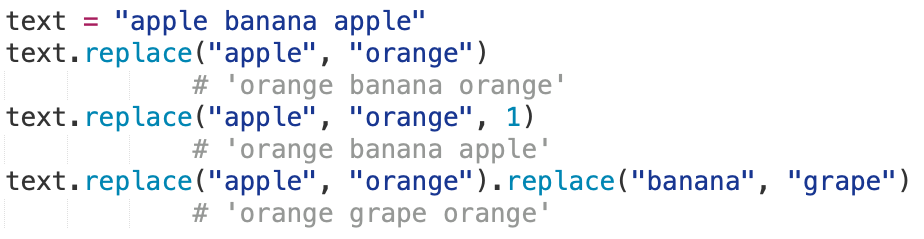 text = "apple banana apple"
text.replace("apple", "orange")
# 'orange banana orange'
text.replace("apple", "orange", 1)
# 'orange banana apple'
text.replace("apple", "orange").replace("banana", "grape")
# 'orange grape orange'